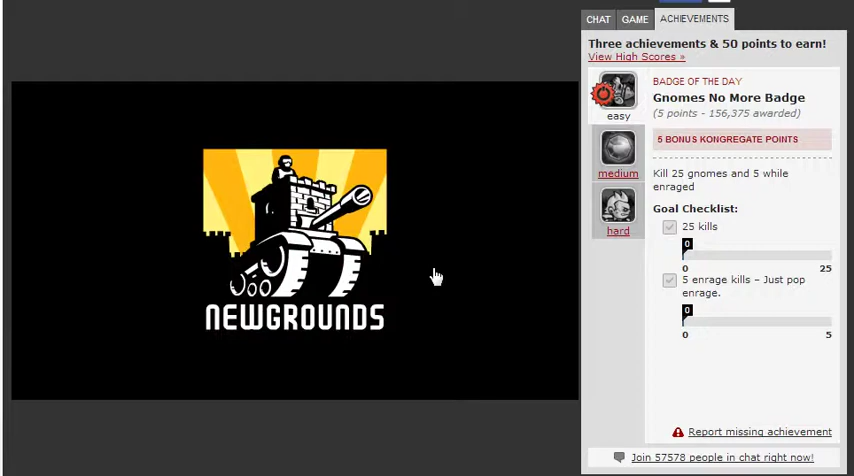 CHAT GAME ACHIEVEMENTS
Three achievements & 50 points to earn!
View High Scores »
BADGE OF THE DAY
Gnomes No More Badge
(5 points - 156,375 awarded)
easy
5 BONUS KONGREGATE POINTS
medium
Kill 25 gnomes and 5 while
enraged
Goal Checklist:
hard
25 kills
0
0 25
5 enrage kills – Just pop
enrage.
0
0 5
NEWGROUNDS
Report missing achievement
Join 57578 people in chat right now!